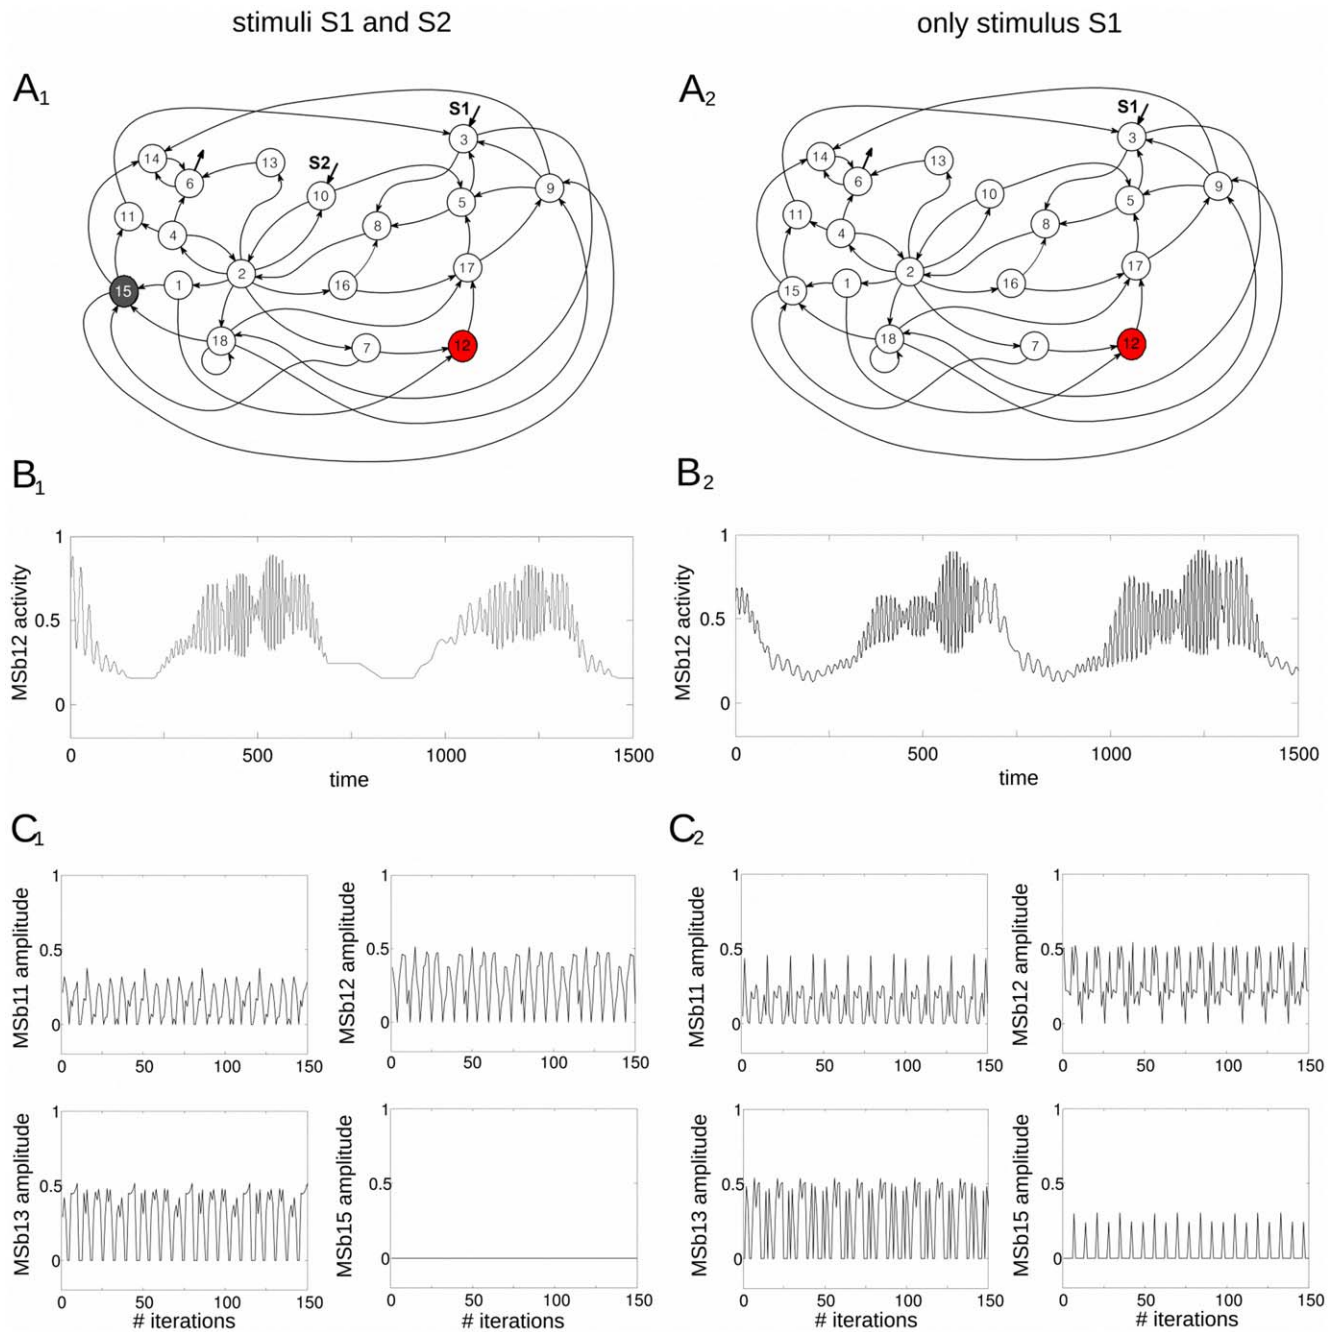 stimuli S1 and S2
only stimulus S1
A1
A2
S1
3
14
13
S2
6
10
9
5
11
8
4
2
17
16
15
1
18
7
12
S1
3
14
13
6
10
9
5
11
8
4
2
17
16
15
1
18
7
12
B1
B2
MSb12 activity
1
0.5
0
0 500 1000 1500
time
MSb12 activity
1
0.5
0
0 500 1000 1500
time
C1
C2
MSb11 amplitude
1
0.5
0
0 50 100 150
MSb12 amplitude
1
0.5
0
0 50 100 150
MSb11 amplitude
1
0.5
0
0 50 100 150
MSb12 amplitude
1
0.5
0
0 50 100 150
MSb13 amplitude
1
0.5
0
0 50 100 150
# iterations
MSb15 amplitude
1
0.5
0
0 50 100 150
# iterations
MSb13 amplitude
1
0.5
0
0 50 100 150
# iterations
MSb15 amplitude
1
0.5
0
0 50 100 150
# iterations